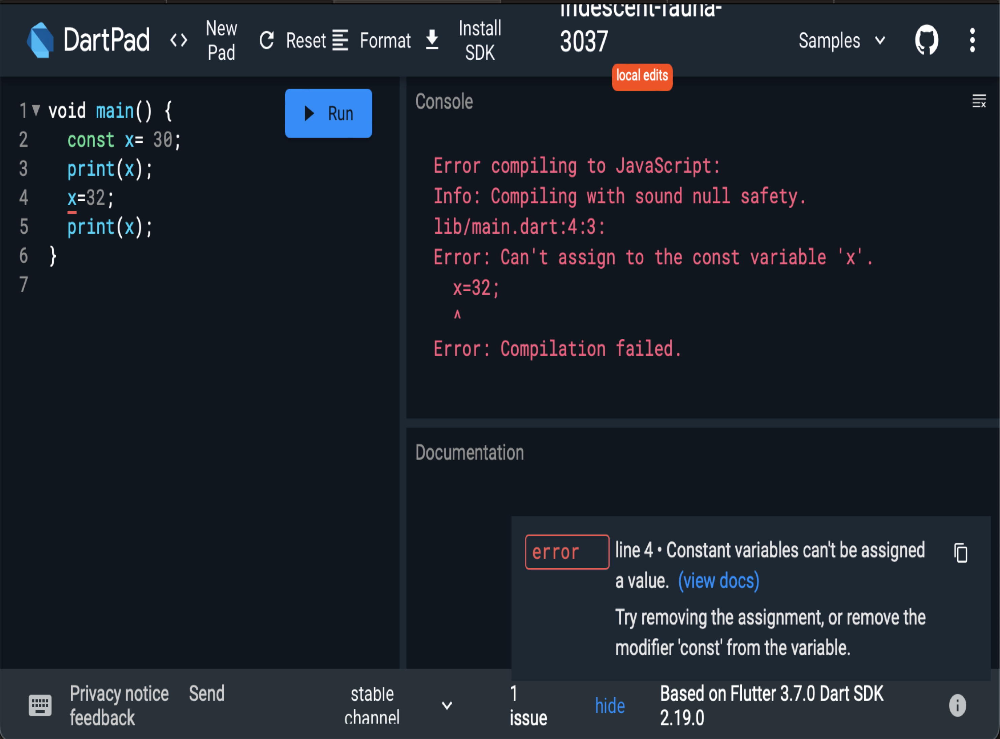 iridescent-fauna-
DartPad <> New Pad Reset Format Install SDK 3037 Samples
local edits
1 void main() {
2 const x= 30;
3 print(x);
4 x=32;
5 print(x);
6 }
7
Run
Console
Error compiling to JavaScript:
Info: Compiling with sound null safety.
lib/main.dart:4:3:
Error: Can't assign to the const variable 'x'.
x=32;
^
Error: Compilation failed.
Documentation
error line 4 • Constant variables can't be assigned
a value. (view docs)
Try removing the assignment, or remove the
modifier 'const' from the variable.
Privacy notice Send
feedback
stable
channel
1
issue
hide
Based on Flutter 3.7.0 Dart SDK
2.19.0